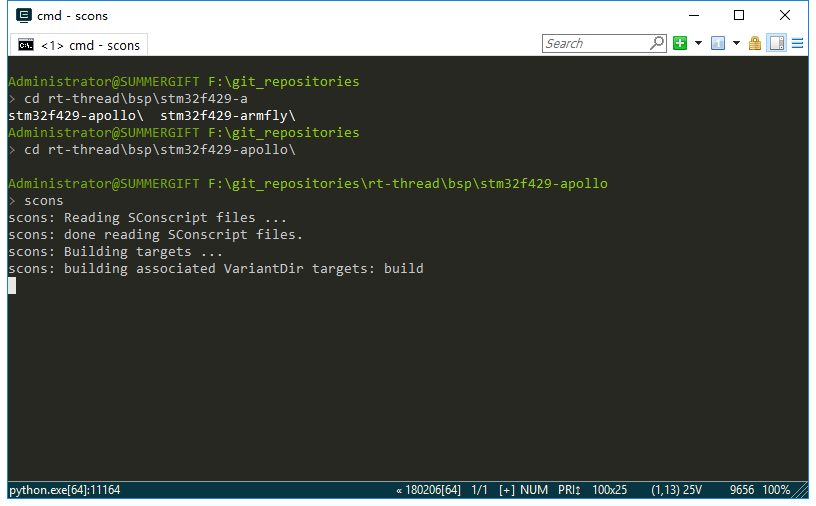 cmd - scons
<1> cmd - scons
Search
Administrator@SUMMERGIFT F:\git_repositories
> cd rt-thread\bsp\stm32f429-a
stm32f429-apollo\  stm32f429-armfly\
Administrator@SUMMERGIFT F:\git_repositories
> cd rt-thread\bsp\stm32f429-apollo\
Administrator@SUMMERGIFT F:\git_repositories\rt-thread\bsp\stm32f429-apollo
> scons
scons: Reading SConscript files ...
scons: done reading SConscript files.
scons: Building targets ...
scons: building associated VariantDir targets: build
python.exe[64]:11164 « 180206[64] 1/1 [+] NUM PRI↕ 100x25 (1,13) 25V 9656 100%